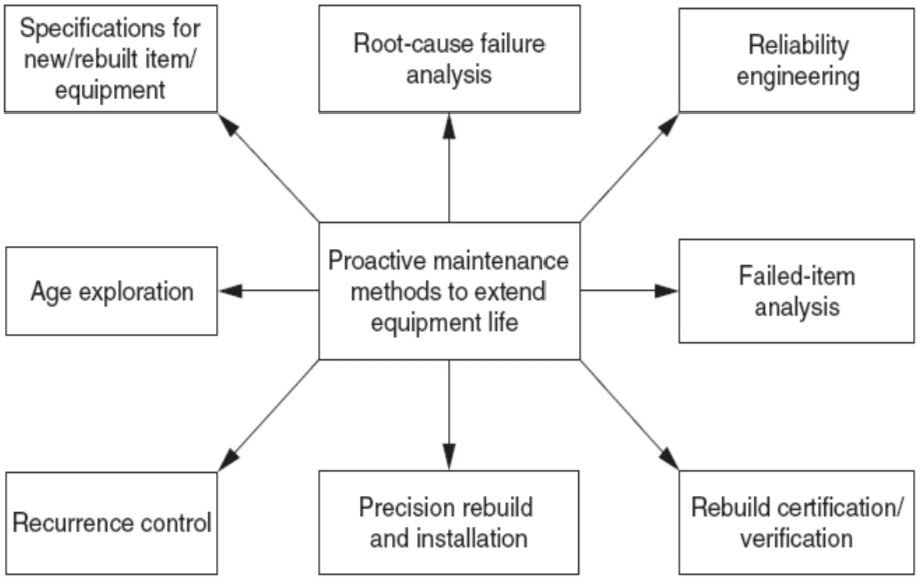 Specifications for
new/rebuilt item/
equipment
Root-cause failure
analysis
Reliability
engineering
Age exploration
Proactive maintenance
methods to extend
equipment life
Failed-item
analysis
Recurrence control
Precision rebuild
and installation
Rebuild certification/
verification